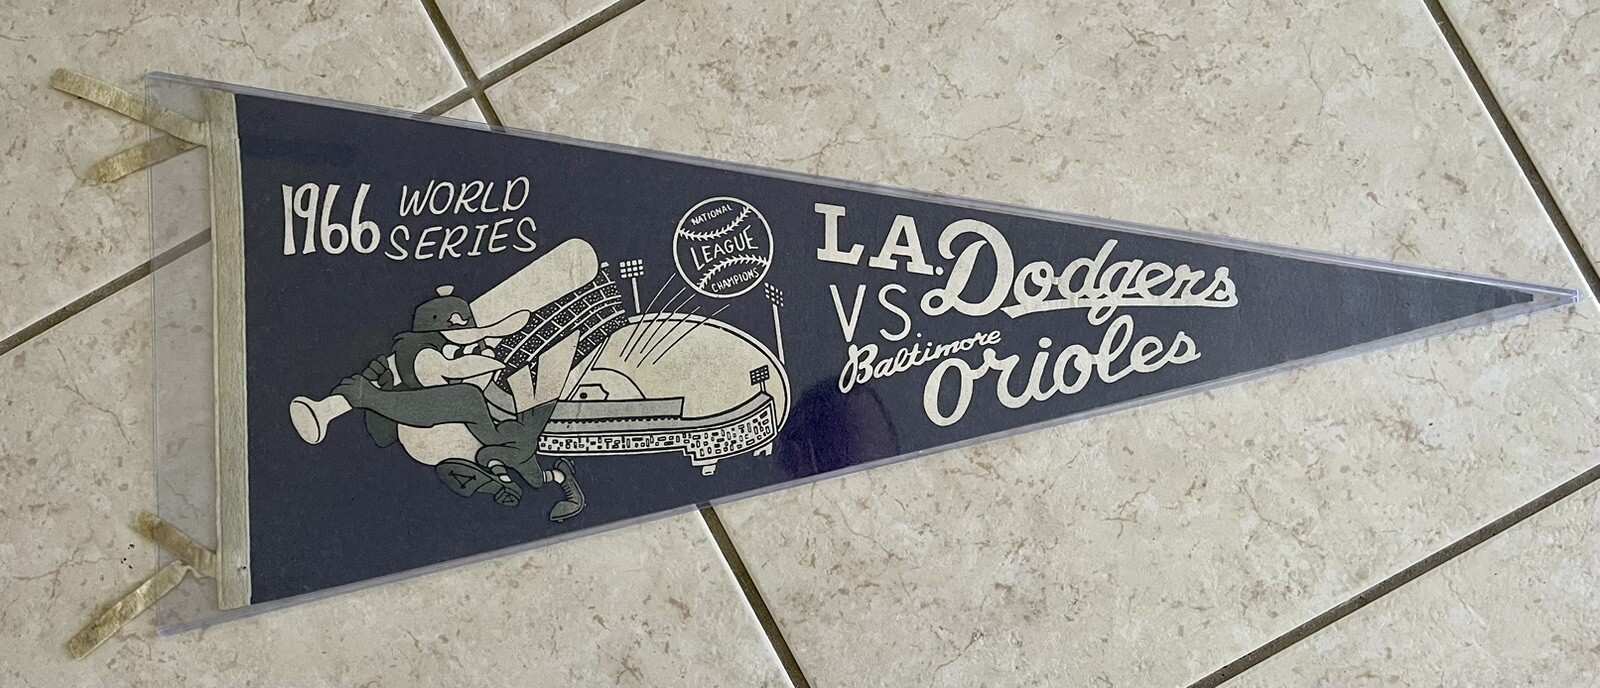 1966 WORLD
SERIES
NATIONAL
LEAGUE
CHAMPIONS
L.A. Dodgers
VS.
Baltimore
Orioles